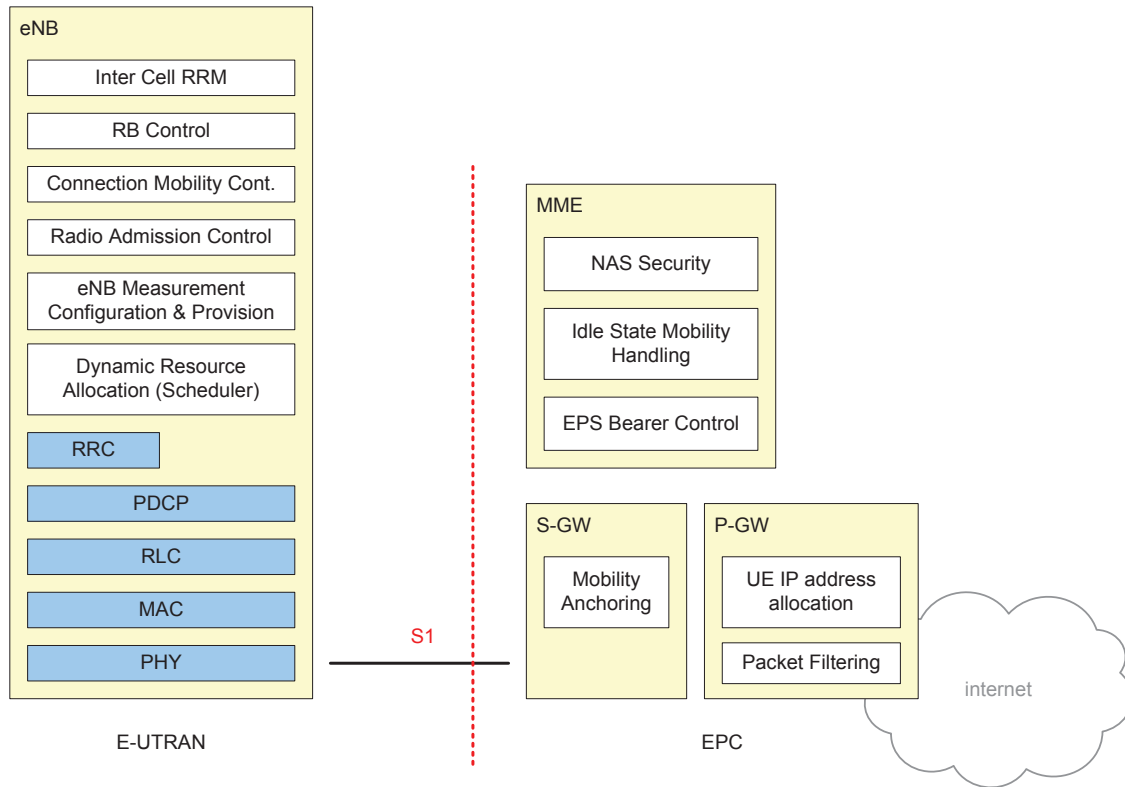 eNB
Inter Cell RRM
RB Control
Connection Mobility Cont.
Radio Admission Control
eNB Measurement
Configuration & Provision
Dynamic Resource
Allocation (Scheduler)
RRC
PDCP
RLC
MAC
PHY
E-UTRAN
S1
MME
NAS Security
Idle State Mobility
Handling
EPS Bearer Control
S-GW
Mobility
Anchoring
P-GW
UE IP address
allocation
Packet Filtering
internet
EPC